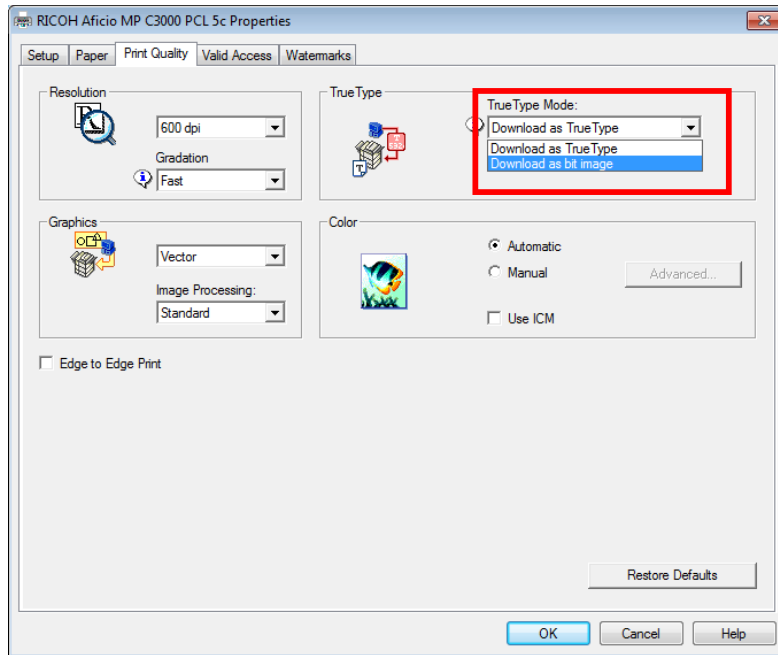 RICOH Aficio MP C3000 PCL 5c Properties
Setup Paper Print Quality Valid Access Watermarks
Resolution
600 dpi
Gradation
Fast
TrueType
TrueType Mode:
Download as TrueType
Download as TrueType
Download as bit image
Graphics
Vector
Image Processing:
Standard
Color
Automatic
Manual
Advanced...
Use ICM
Edge to Edge Print
Restore Defaults
OK Cancel Help